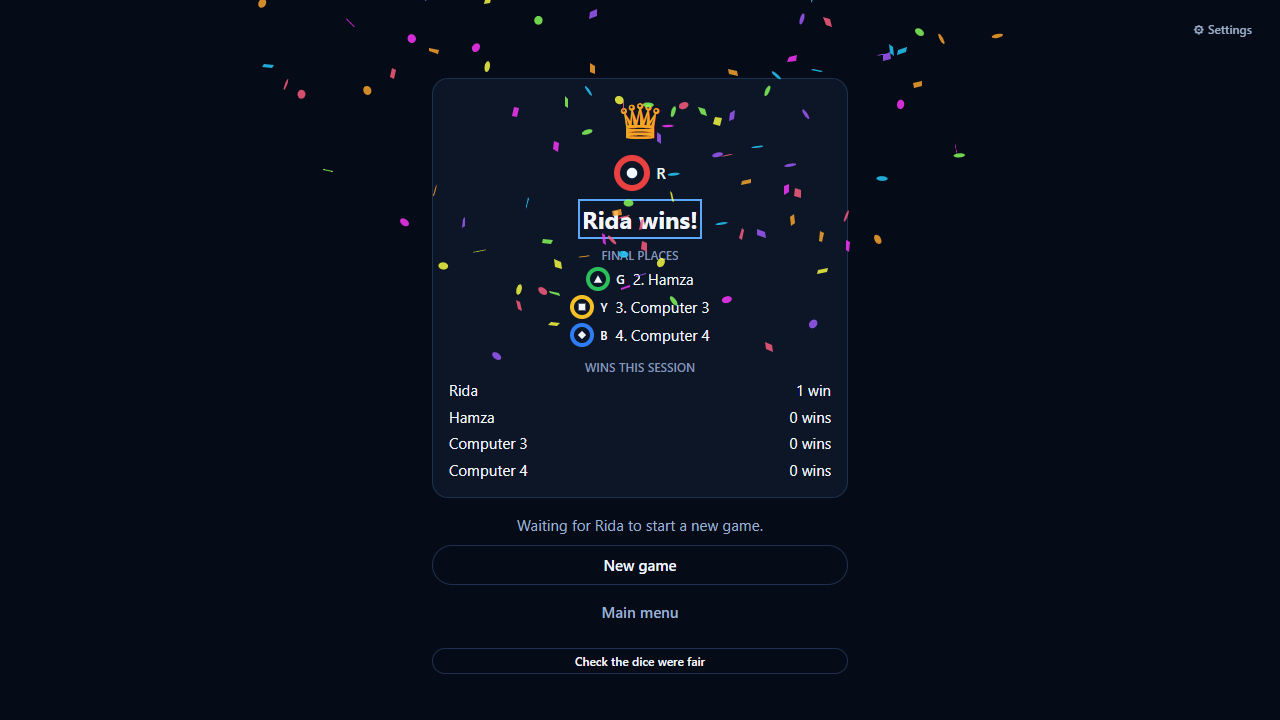 ⚙ Settings
R
Rida wins!
FINAL PLACES
G 2. Hamza
Y 3. Computer 3
B 4. Computer 4
WINS THIS SESSION
Rida 1 win
Hamza 0 wins
Computer 3 0 wins
Computer 4 0 wins
Waiting for Rida to start a new game.
New game
Main menu
Check the dice were fair